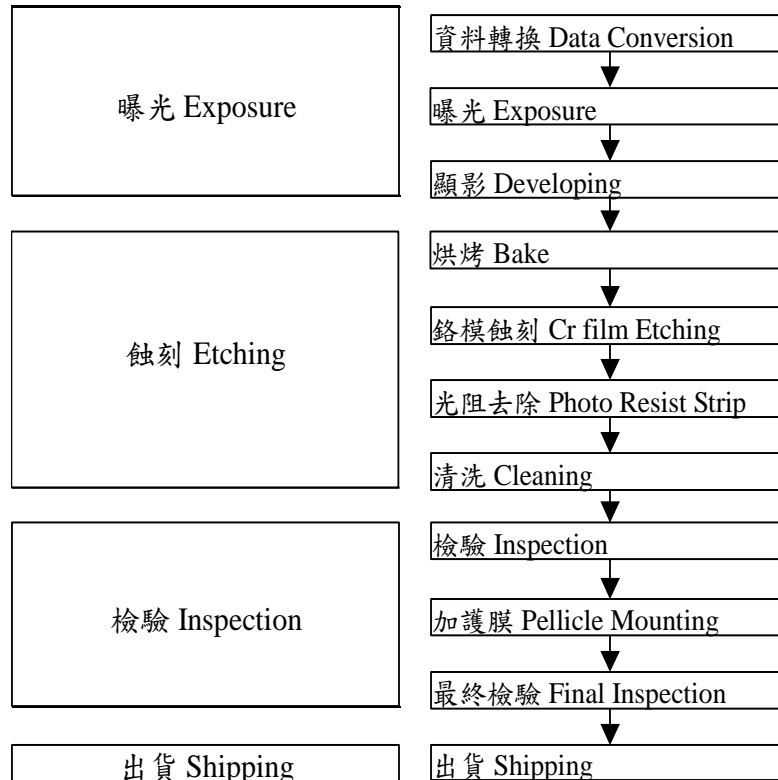 資料轉換 Data Conversion
曝光 Exposure
曝光 Exposure
顯影 Developing
烘烤 Bake
蝕刻 Etching
鉻模蝕刻 Cr film Etching
光阻去除 Photo Resist Strip
清洗 Cleaning
檢驗 Inspection
檢驗 Inspection
加護膜 Pellicle Mounting
最終檢驗 Final Inspection
出貨 Shipping
出貨 Shipping